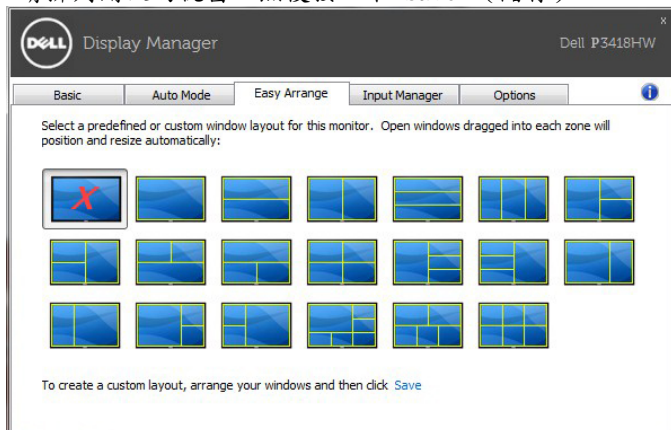 DELL Display Manager
Dell P3418HW
x
Basic Auto Mode Easy Arrange Input Manager Options i
Select a predefined or custom window layout for this monitor. Open windows dragged into each zone will
position and resize automatically:
X
To create a custom layout, arrange your windows and then click Save